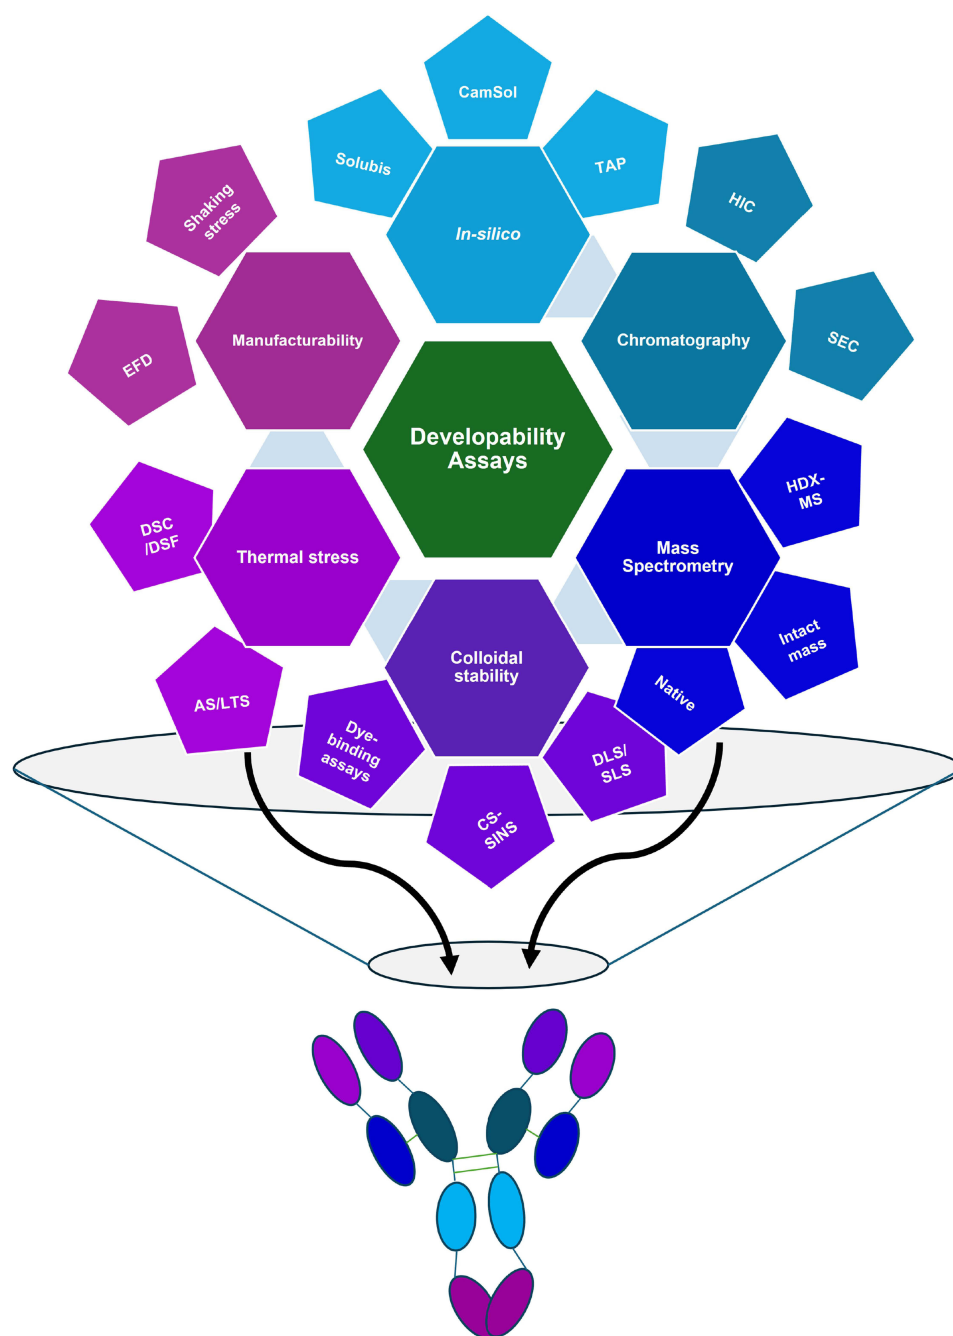 CamSol
Solubis
TAP
Shaking
stress
HIC
In-silico
Manufacturability
Chromatography
EFD
SEC
Developability
Assays
HDX-
MS
DSC
/DSF
Thermal stress
Mass
Spectrometry
Intact
mass
Colloidal
stability
AS/LTS
Native
Dye-
binding
assays
DLS/
SLS
CS-
SINS